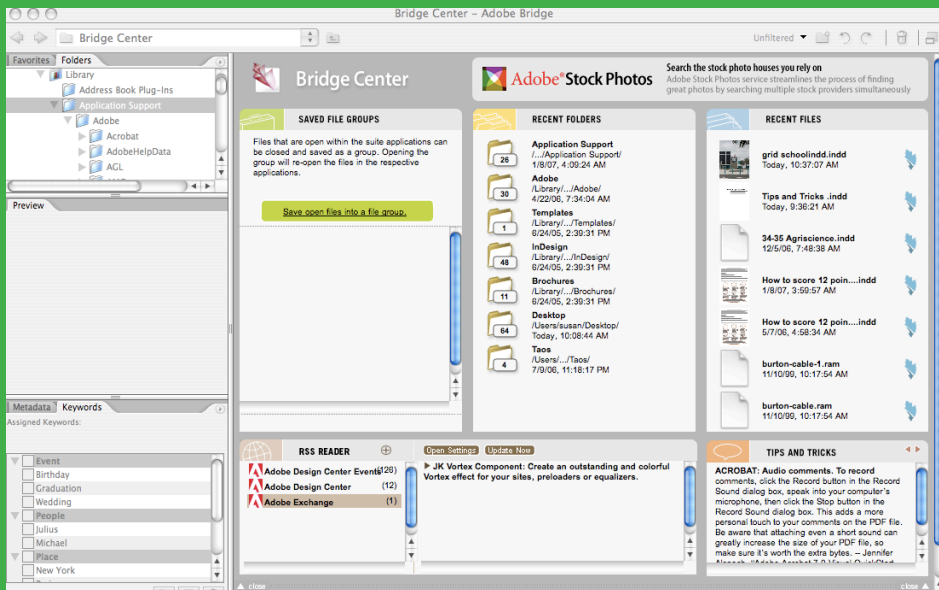 Bridge Center – Adobe Bridge
Bridge Center
Unfiltered
Favorites Folders
Library
Address Book Plug-Ins
Application Support
Adobe
Acrobat
AdobeHelpData
AGL
Preview
Metadata Keywords
Assigned Keywords:
Event
Birthday
Graduation
Wedding
People
Julius
Michael
Place
New York
Bridge Center
Adobe® Stock Photos
Search the stock photo houses you rely on
Adobe Stock Photos service streamlines the process of finding
great photos by searching multiple stock providers simultaneously
SAVED FILE GROUPS
Files that are open within the suite applications can
be closed and saved as a group. Opening the
group will re-open the files in the respective
applications.
Save open files into a file group.
RECENT FOLDERS
26
Application Support
/.../Application Support/
1/8/07, 4:09:24 AM
30
Adobe
/Library/.../Adobe/
4/22/06, 7:34:04 AM
1
Templates
/Library/.../Templates/
6/24/05, 2:39:31 PM
48
InDesign
/Library/.../InDesign/
6/24/05, 2:39:31 PM
11
Brochures
/Library/.../Brochures/
6/24/05, 2:39:31 PM
64
Desktop
/Users/susan/Desktop/
Today, 10:08:44 AM
4
Taos
/Users/.../Taos/
7/9/06, 11:18:17 PM
RECENT FILES
grid schoolindd.indd
Today, 10:37:07 AM
Tips and Tricks .indd
Today, 9:36:21 AM
34-35 Agriscience.indd
12/5/06, 7:48:38 AM
How to score 12 poin....indd
1/8/07, 3:59:57 AM
How to score 12 poin....indd
5/7/06, 4:58:34 AM
burton-cable-1.ram
11/10/99, 10:17:54 AM
burton-cable.ram
11/10/99, 10:17:54 AM
RSS READER
Adobe Design Center Events (126)
Adobe Design Center (12)
Adobe Exchange (1)
Open Settings Update Now
JK Vortex Component: Create an outstanding and colorful
Vortex effect for your sites, preloaders or equalizers.
TIPS AND TRICKS
ACROBAT: Audio comments. To record
comments, click the Record button in the Record
Sound dialog box, speak into your computer's
microphone, then click the Stop button in the
Record Sound dialog box. This adds a more
personal touch to your comments on the PDF file.
Be aware that attaching even a short sound can
greatly increase the size of your PDF file, so
make sure it's worth the extra bytes. – Jennifer
close
close